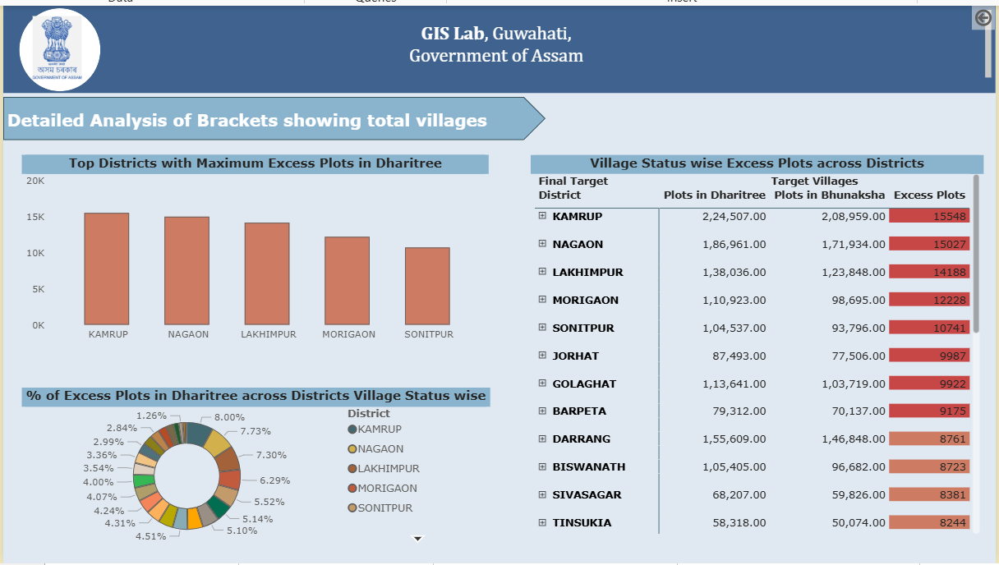 GIS Lab, Guwahati,
Government of Assam
অসম চৰকাৰ
GOVERNMENT OF ASSAM
Detailed Analysis of Brackets showing total villages
Top Districts with Maximum Excess Plots in Dharitree
20K
15K
10K
5K
0K
KAMRUP NAGAON LAKHIMPUR MORIGAON SONITPUR
% of Excess Plots in Dharitree across Districts Village Status wise
1.26%
2.84%
2.99%
3.36%
3.54%
4.00%
4.07%
4.24%
4.31%
4.51%
8.00%
7.73%
7.30%
6.29%
5.52%
5.14%
5.10%
District
KAMRUP
NAGAON
LAKHIMPUR
MORIGAON
SONITPUR
Village Status wise Excess Plots across Districts
Final Target Target Villages
District Plots in Dharitree Plots in Bhunaksha Excess Plots
KAMRUP 2,24,507.00 2,08,959.00 15548
NAGAON 1,86,961.00 1,71,934.00 15027
LAKHIMPUR 1,38,036.00 1,23,848.00 14188
MORIGAON 1,10,923.00 98,695.00 12228
SONITPUR 1,04,537.00 93,796.00 10741
JORHAT 87,493.00 77,506.00 9987
GOLAGHAT 1,13,641.00 1,03,719.00 9922
BARPETA 79,312.00 70,137.00 9175
DARRANG 1,55,609.00 1,46,848.00 8761
BISWANATH 1,05,405.00 96,682.00 8723
SIVASAGAR 68,207.00 59,826.00 8381
TINSUKIA 58,318.00 50,074.00 8244